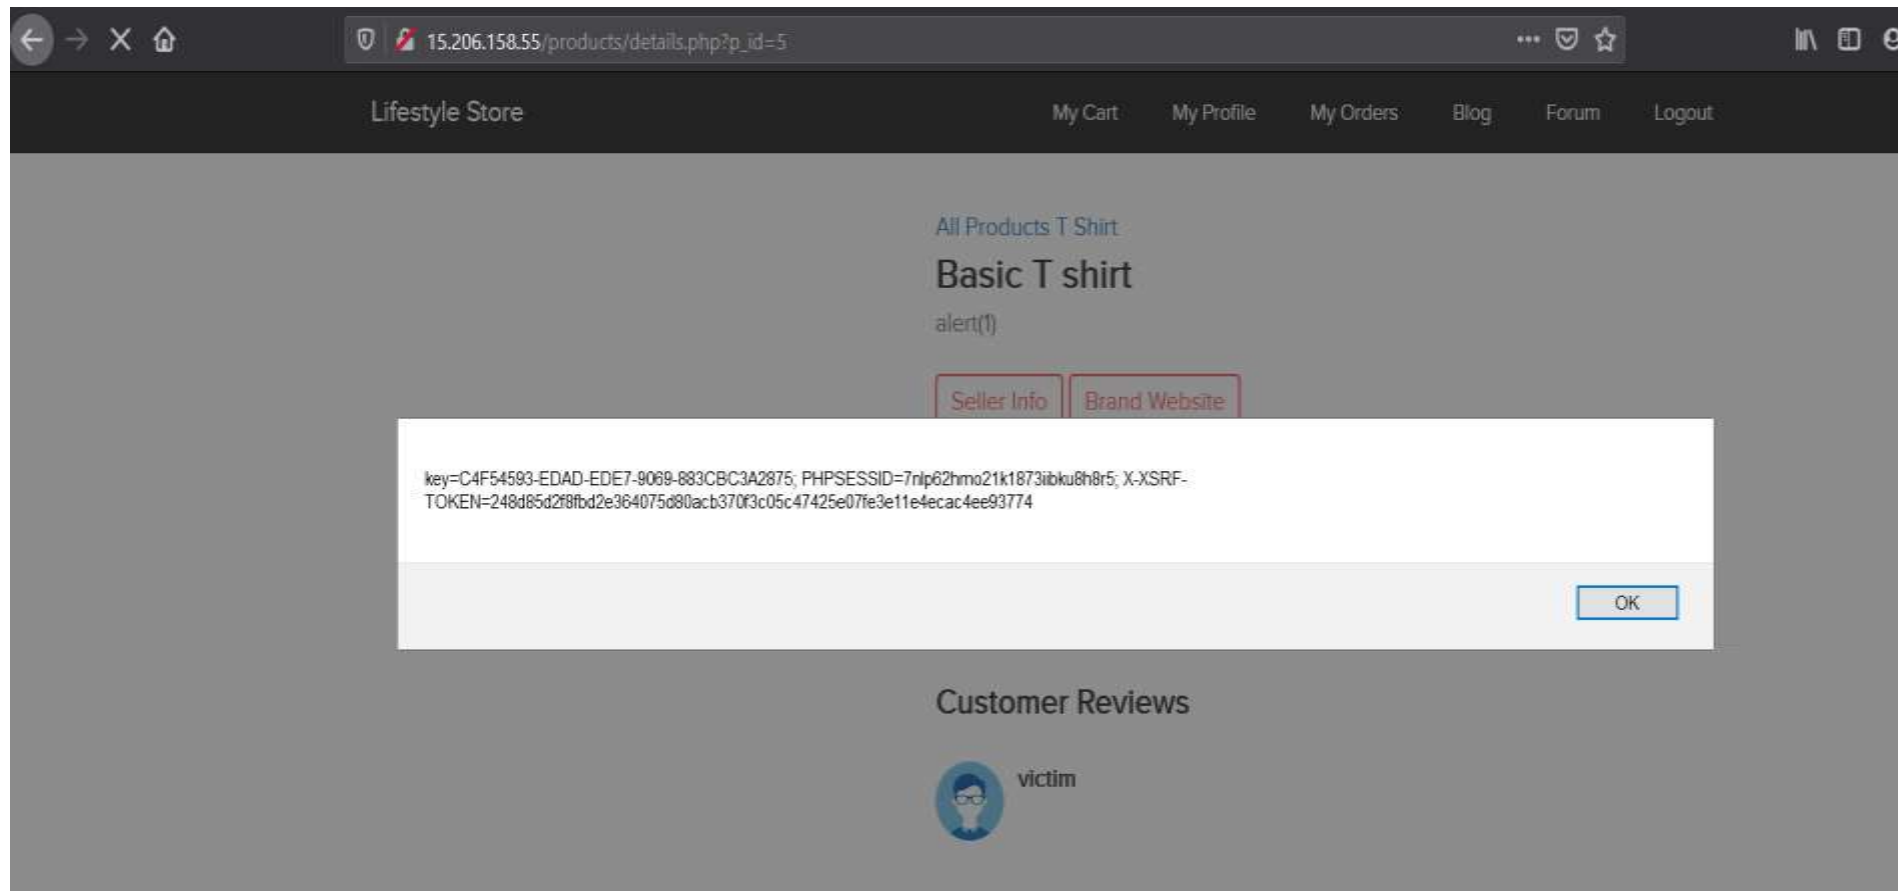 15.206.158.55/products/details.php?p_id=5
Lifestyle Store My Cart My Profile My Orders Blog Forum Logout
All Products T Shirt
Basic T shirt
alert(1)
Seller Info Brand Website
key=C4F54593-EDAD-EDE7-9069-883CBC3A2875; PHPSESSID=7nlp62hmo21k1873iibku8h8r5; X-XSRF-
TOKEN=248d85d2f8fbd2e364075d80acb370f3c05c47425e07fe3e11e4ecac4ee93774
OK
Customer Reviews
victim